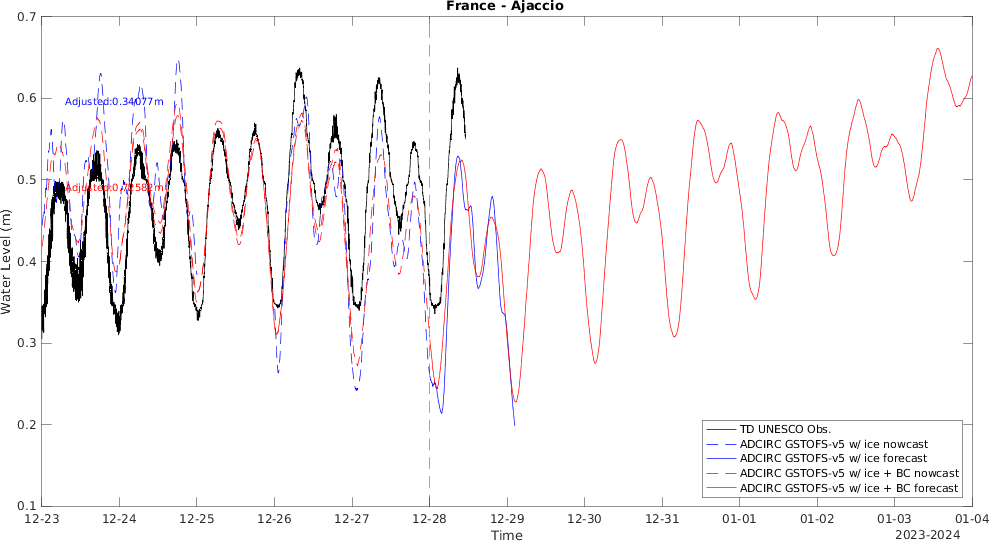 France - Ajaccio
0.7
0.6
0.5
0.4
0.3
0.2
0.1
Water Level (m)
Adjusted:0.34077m
TD UNESCO Obs.
ADCIRC GSTOFS-v5 w/ ice nowcast
ADCIRC GSTOFS-v5 w/ ice forecast
ADCIRC GSTOFS-v5 w/ ice + BC nowcast
ADCIRC GSTOFS-v5 w/ ice + BC forecast
12-23 12-24 12-25 12-26 12-27 12-28 12-29 12-30 12-31 01-01 01-02 01-03 01-04
Time
2023-2024